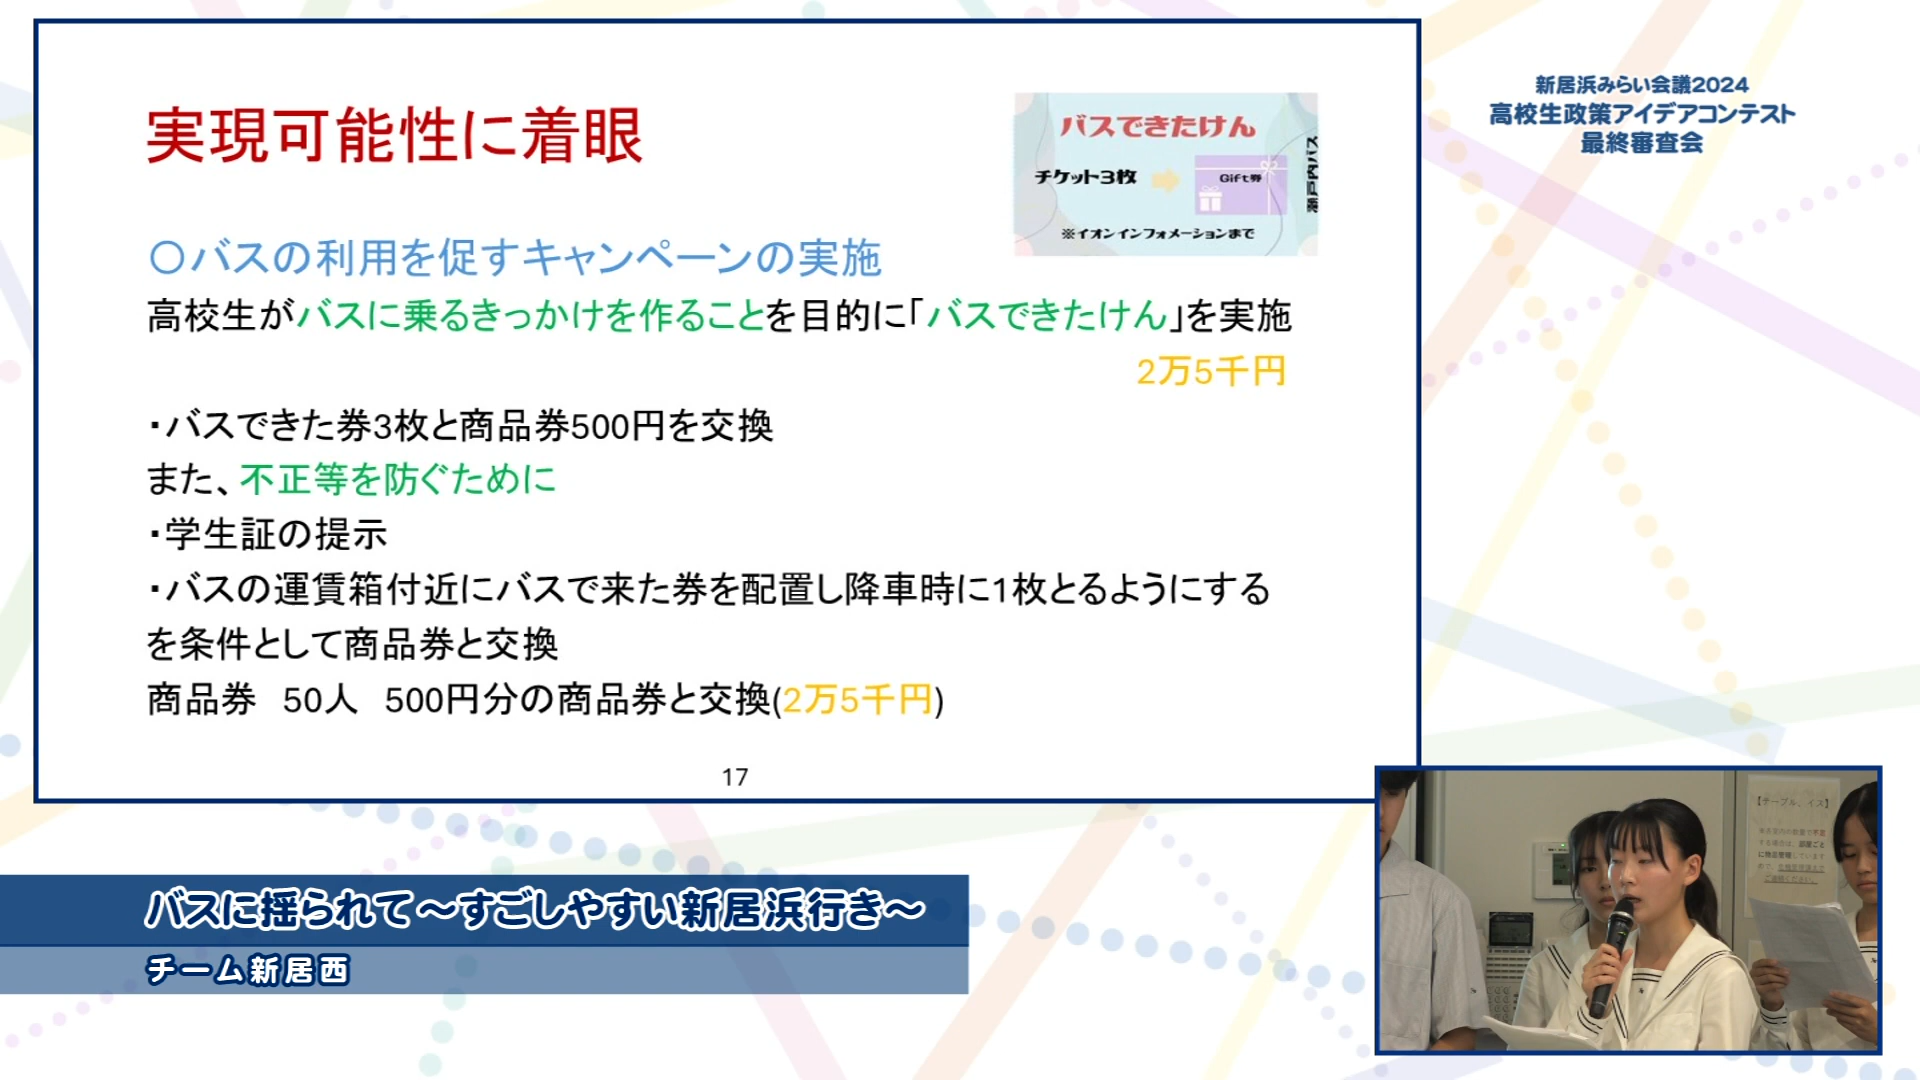 実現可能性に着眼
バスできたけん
チケット3枚
Gift券
※イオンインフォメーションまで
瀬戸内バス
〇バスの利用を促すキャンペーンの実施
高校生がバスに乗るきっかけを作ることを目的に「バスできたけん」を実施
2万5千円
・バスできた券3枚と商品券500円を交換
また、不正等を防ぐために
・学生証の提示
・バスの運賃箱付近にバスで来た券を配置し降車時に1枚とるようにする
を条件として商品券と交換
商品券 50人 500円分の商品券と交換(2万5千円)
17
新居浜みらい会議2024
高校生政策アイデアコンテスト
最終審査会
バスに揺られて～すごしやすい新居浜行き～
チーム新居西
【テーブル、イス】